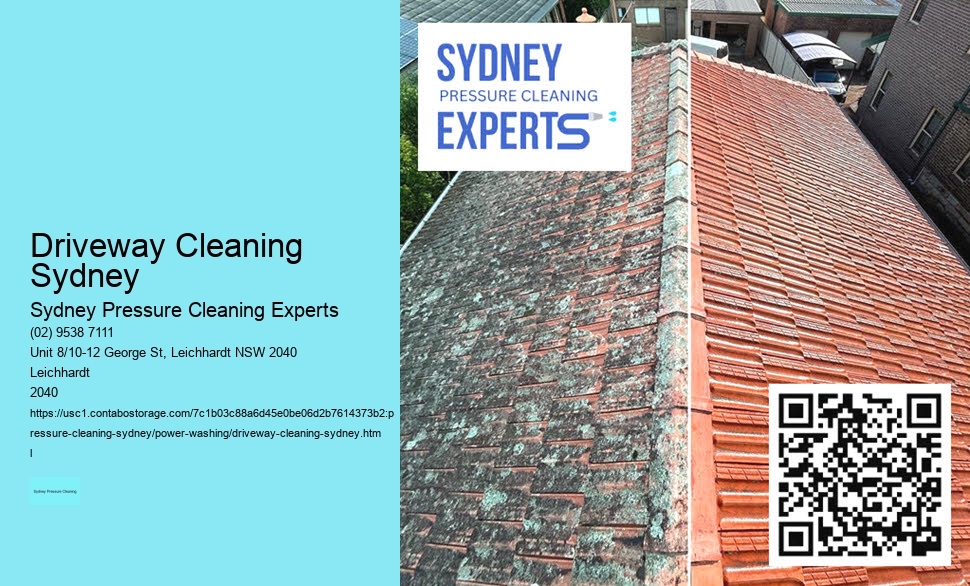 Driveway Cleaning
Sydney
Sydney Pressure Cleaning Experts
(02) 9538 7111
Unit 8/10-12 George St, Leichhardt NSW 2040
Leichhardt
2040
https://usc1.contabostorage.com/7c1b03c88a6d45e0be06d2b7614373b2:p
ressure-cleaning-sydney/power-washing/driveway-cleaning-sydney.htm
l
Sydney Pressure Cleaning
SYDNEY
PRESSURE CLEANING
EXPERTS